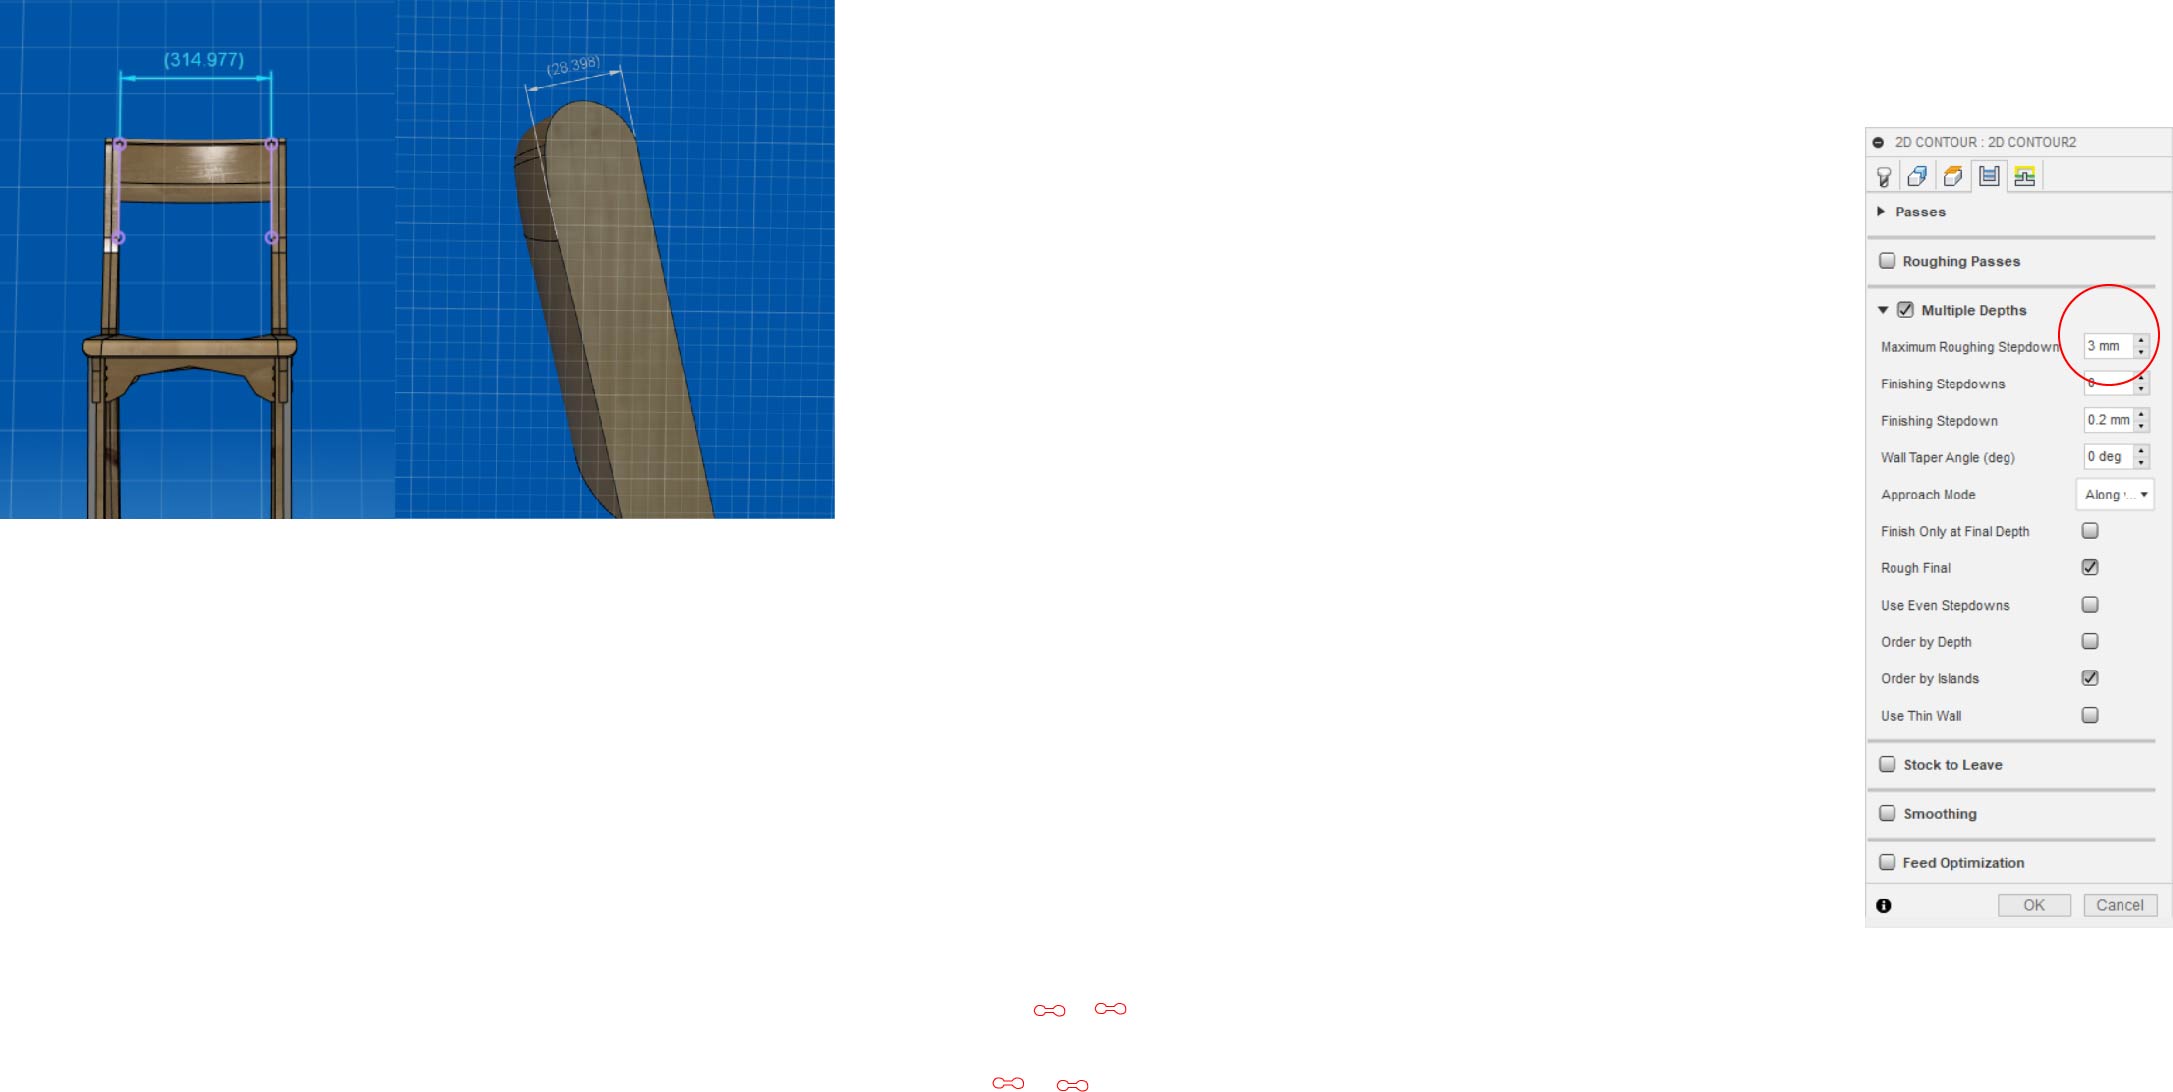 (314.977)
(28.398)
2D CONTOUR : 2D CONTOUR2
Passes
Roughing Passes
Multiple Depths
Maximum Roughing Stepdown 3 mm
Finishing Stepdowns
Finishing Stepdown 0.2 mm
Wall Taper Angle (deg) 0 deg
Approach Mode Along
Finish Only at Final Depth
Rough Final
Use Even Stepdowns
Order by Depth
Order by Islands
Use Thin Wall
Stock to Leave
Smoothing
Feed Optimization
OK Cancel